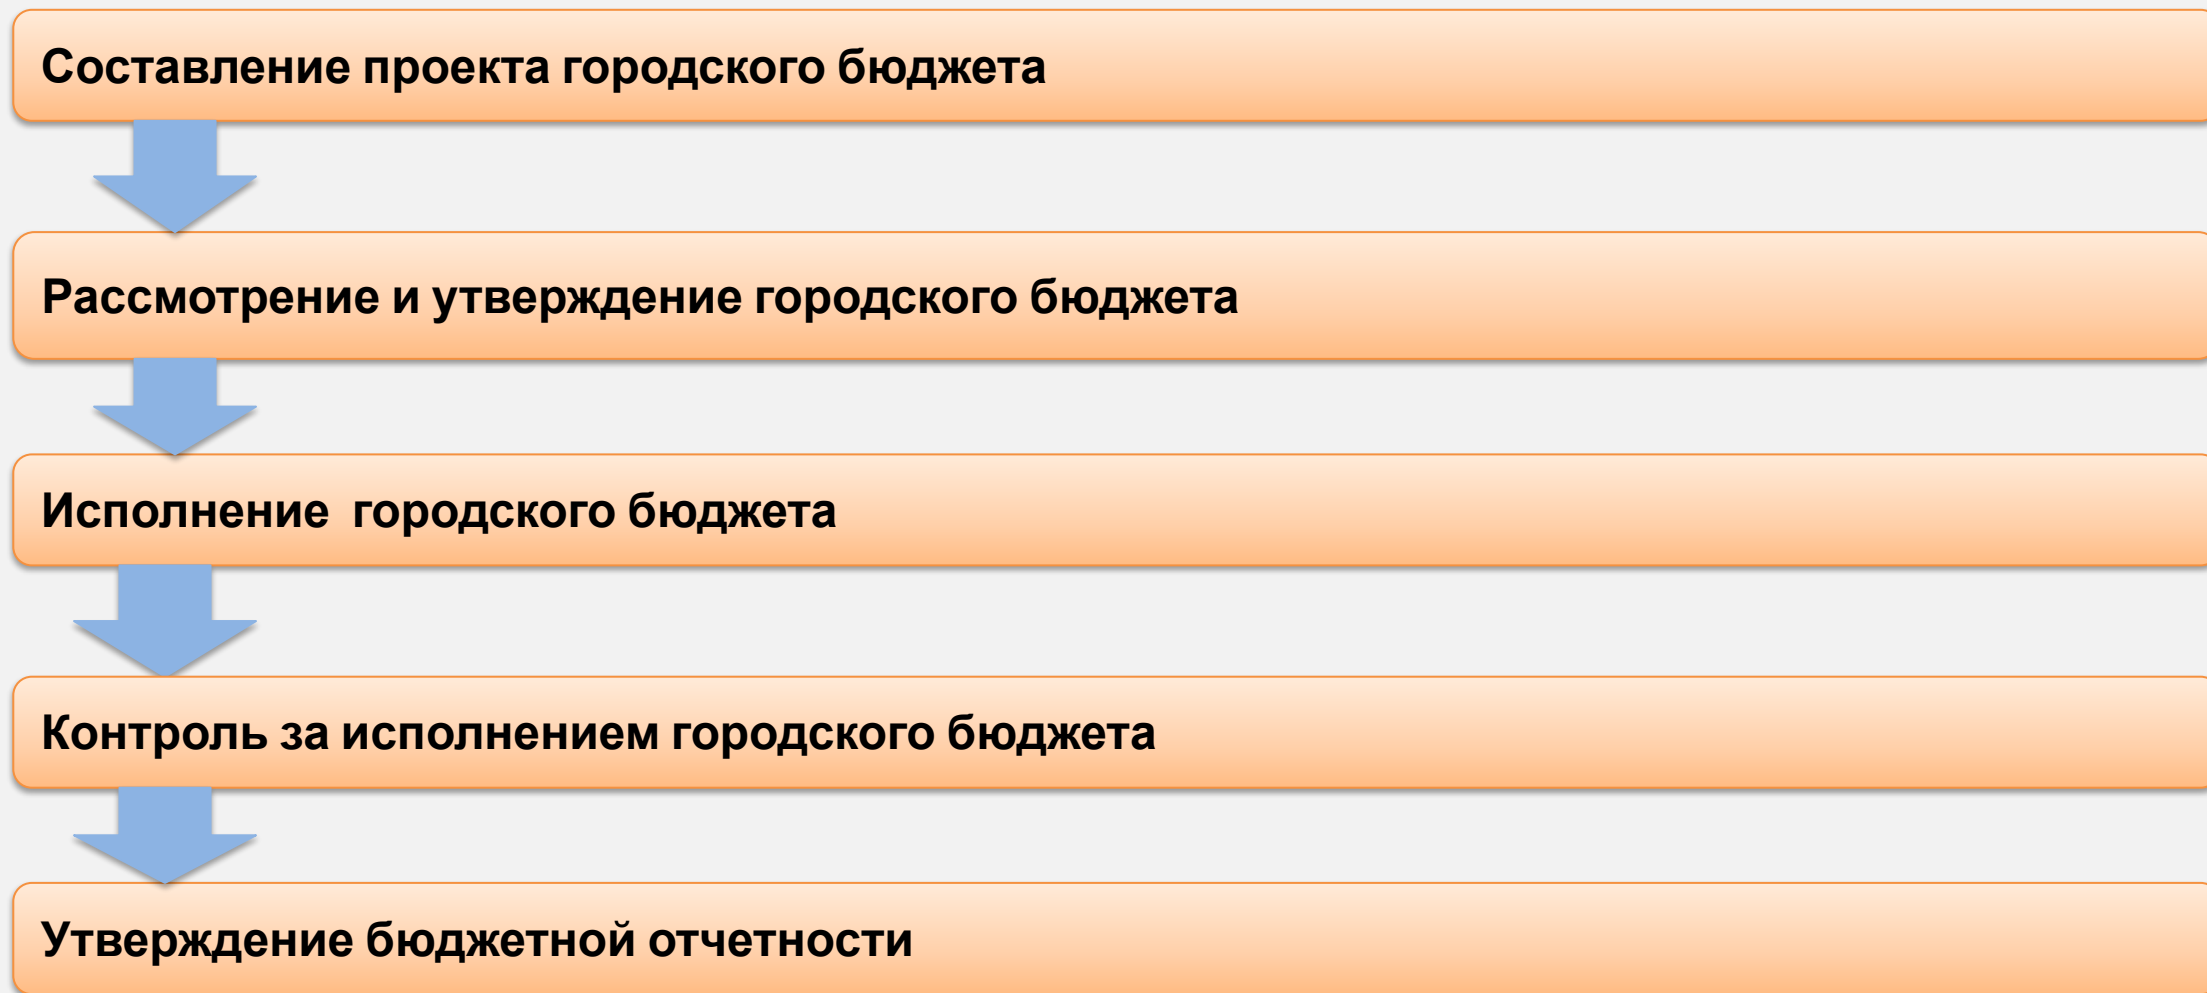 Составление проекта городского бюджета
Рассмотрение и утверждение городского бюджета
Исполнение  городского бюджета
Контроль за исполнением городского бюджета
Утверждение бюджетной отчетности